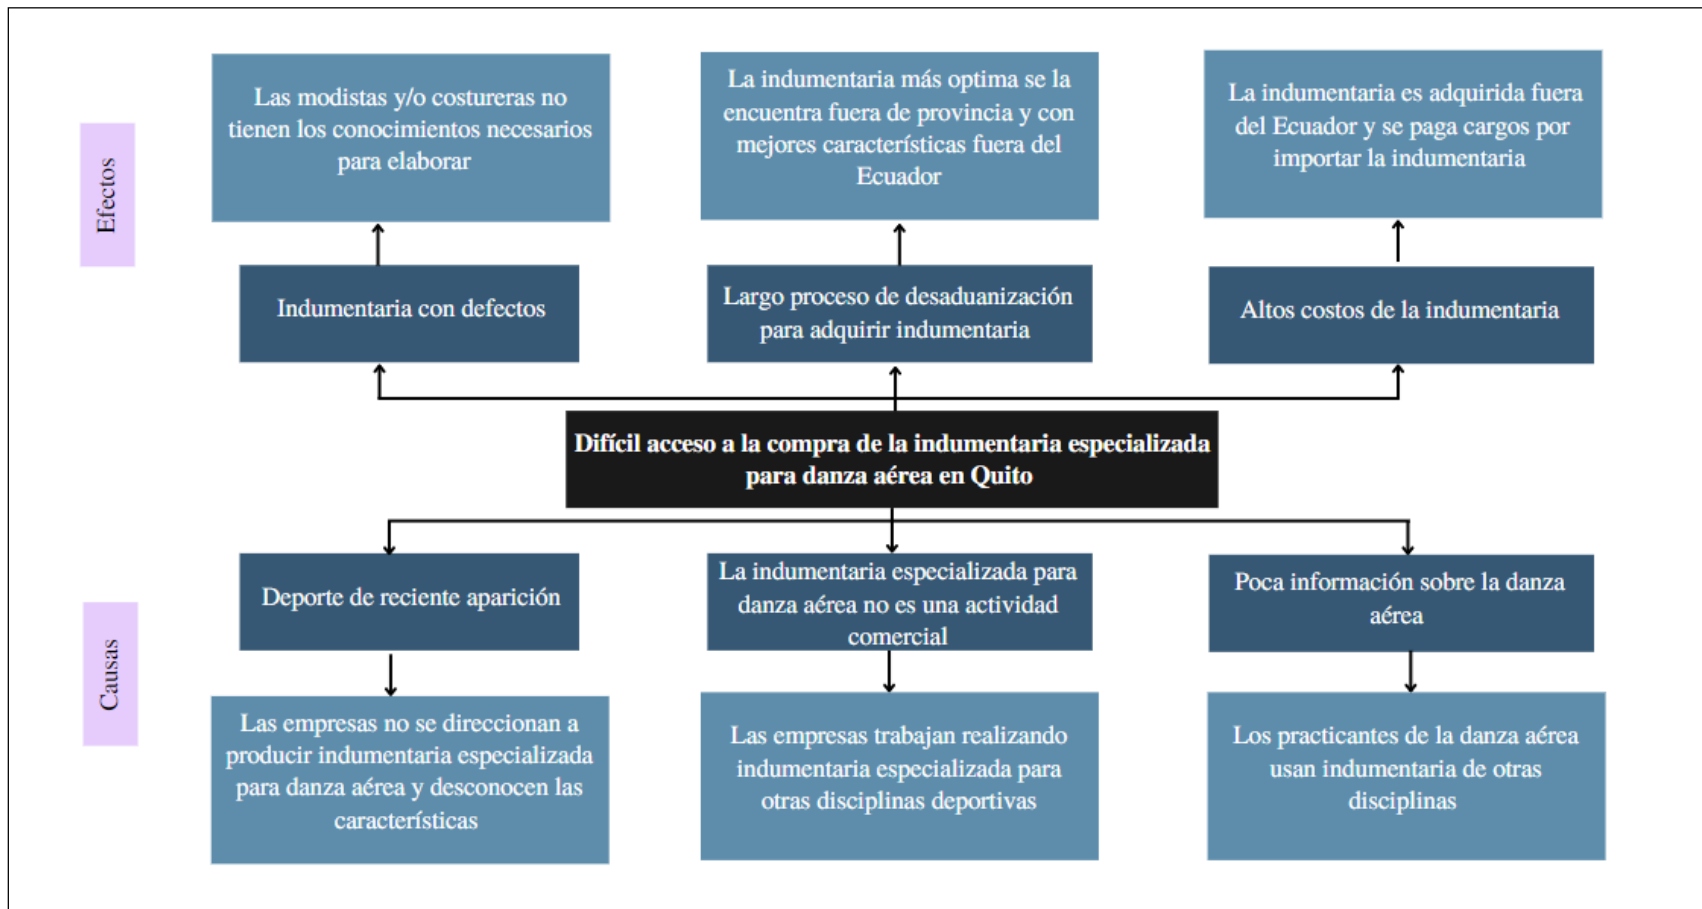 Efectos
Las modistas y/o costureras no
tienen los conocimientos necesarios
para elaborar
La indumentaria más optima se la
encuentra fuera de provincia y con
mejores características fuera del
Ecuador
La indumentaria es adquirida fuera
del Ecuador y se paga cargos por
importar la indumentaria
Indumentaria con defectos
Largo proceso de desaduanización
para adquirir indumentaria
Altos costos de la indumentaria
Difícil acceso a la compra de la indumentaria especializada
para danza aérea en Quito
Causas
Deporte de reciente aparición
La indumentaria especializada para
danza aérea no es una actividad
comercial
Poca información sobre la danza
aérea
Las empresas no se direccionan a
producir indumentaria especializada
para danza aérea y desconocen las
características
Las empresas trabajan realizando
indumentaria especializada para
otras disciplinas deportivas
Los practicantes de la danza aérea
usan indumentaria de otras
disciplinas